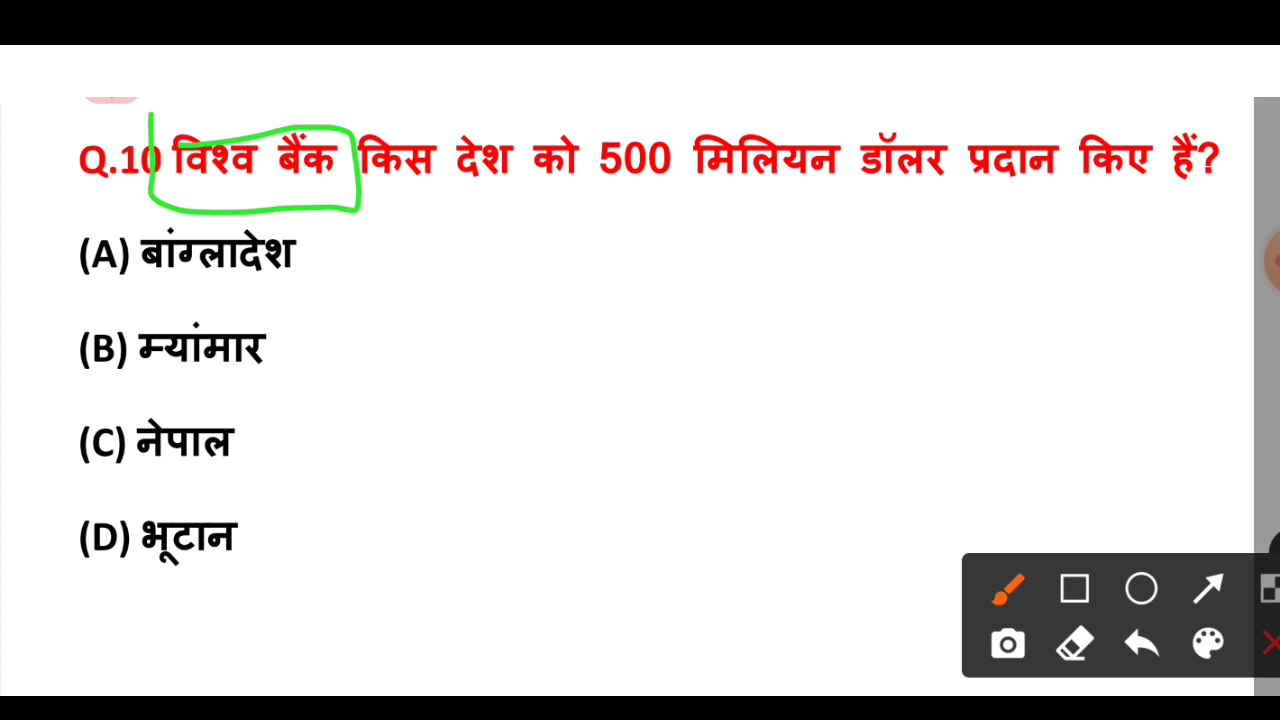 Q.10 विश्व बैंक किस देश को 500 मिलियन डॉलर प्रदान किए हैं?
(A) बांग्लादेश
(B) म्यांमार
(C) नेपाल
(D) भूटान